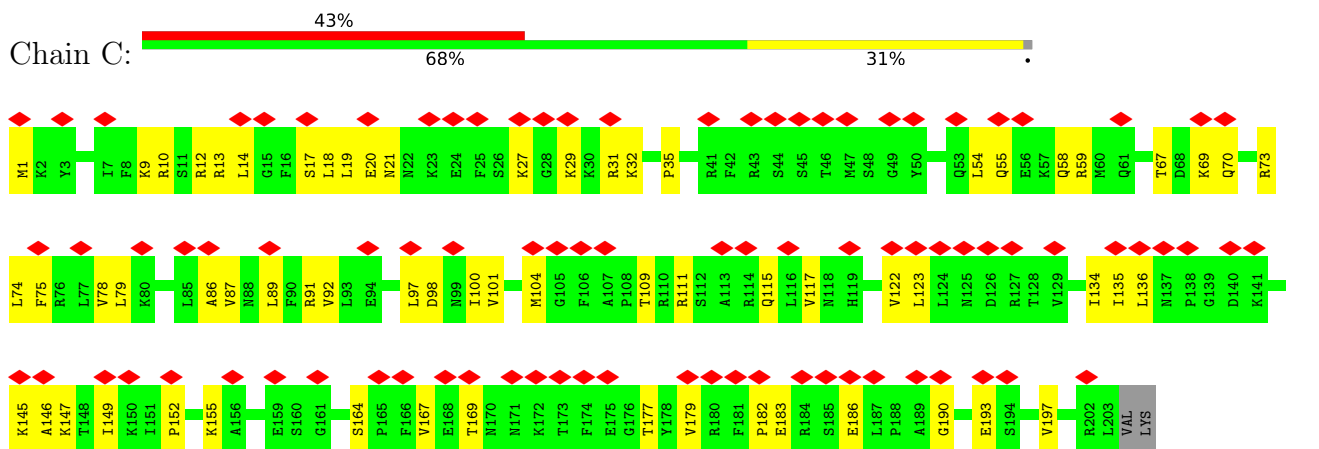 43%
Chain C:
68% 31% •
M1 K2 Y3 I7 F8 K9 R10 S11 R12 R13 L14 G15 F16 S17 L18 L19 E20 N21 N22 K23 E24 F25 S26 K27 G28 K29 K30 R31 K32 P35 R41 F42 R43 S44 S45 T46 M47 S48 G49 Y50 Q53 L54 Q55 E56 K57 Q58 R59 M60 Q61 T67 D68 K69 Q70 R73
L74 F75 R76 L77 V78 L79 K80 L85 A86 V87 N88 L89 F90 R91 V92 L93 E94 L97 D98 N99 T100 V101 M104 G105 F106 A107 P108 T109 R110 R111 S112 A113 R114 Q115 L116 V117 N118 H119 V122 L123 L124 N125 D126 R127 T128 V129 I134 I135 L136 N137 P138 G139 D140 K141
K145 A146 K147 T148 I149 K150 I151 P152 K155 A156 E159 S160 G161 S164 P165 F166 V167 E168 T169 N170 N171 K172 T173 F174 E175 G176 T177 Y178 V179 R180 F181 P182 E183 R184 S185 E186 L187 P188 A189 G190 E193 S194 V197 R202 L203 VAL LYS